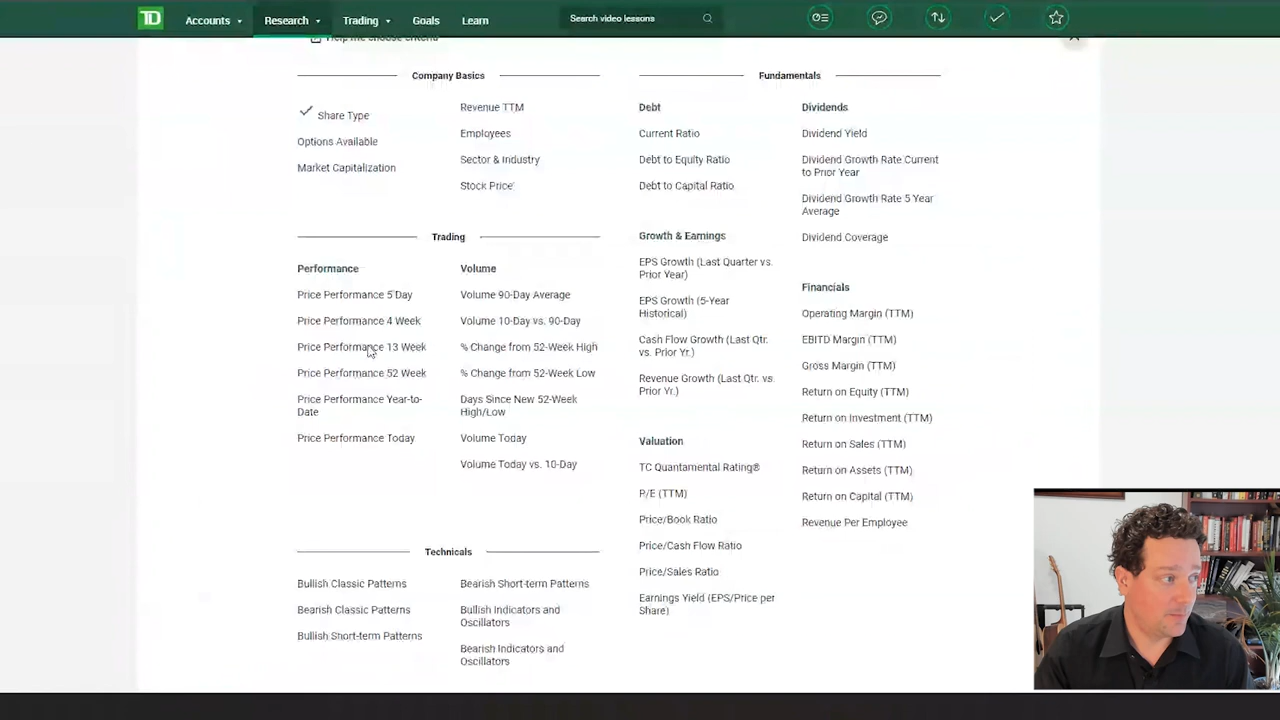 TD Accounts Research Trading Goals Learn Search video lessons
Help me choose criteria
Company Basics
Share Type
Options Available
Market Capitalization
Revenue TTM
Employees
Sector & Industry
Stock Price
Trading
Performance
Price Performance 5 Day
Price Performance 4 Week
Price Performance 13 Week
Price Performance 52 Week
Price Performance Year-to-
Date
Price Performance Today
Volume
Volume 90-Day Average
Volume 10-Day vs. 90-Day
% Change from 52-Week High
% Change from 52-Week Low
Days Since New 52-Week
High/Low
Volume Today
Volume Today vs. 10-Day
Technicals
Bullish Classic Patterns
Bearish Classic Patterns
Bullish Short-term Patterns
Bearish Short-term Patterns
Bullish Indicators and
Oscillators
Bearish Indicators and
Oscillators
Fundamentals
Debt
Current Ratio
Debt to Equity Ratio
Debt to Capital Ratio
Growth & Earnings
EPS Growth (Last Quarter vs.
Prior Year)
EPS Growth (5-Year
Historical)
Cash Flow Growth (Last Qtr.
vs. Prior Yr.)
Revenue Growth (Last Qtr. vs.
Prior Yr.)
Valuation
TC Quantamental Rating®
P/E (TTM)
Price/Book Ratio
Price/Cash Flow Ratio
Price/Sales Ratio
Earnings Yield (EPS/Price per
Share)
Dividends
Dividend Yield
Dividend Growth Rate Current
to Prior Year
Dividend Growth Rate 5 Year
Average
Dividend Coverage
Financials
Operating Margin (TTM)
EBITD Margin (TTM)
Gross Margin (TTM)
Return on Equity (TTM)
Return on Investment (TTM)
Return on Sales (TTM)
Return on Assets (TTM)
Return on Capital (TTM)
Revenue Per Employee